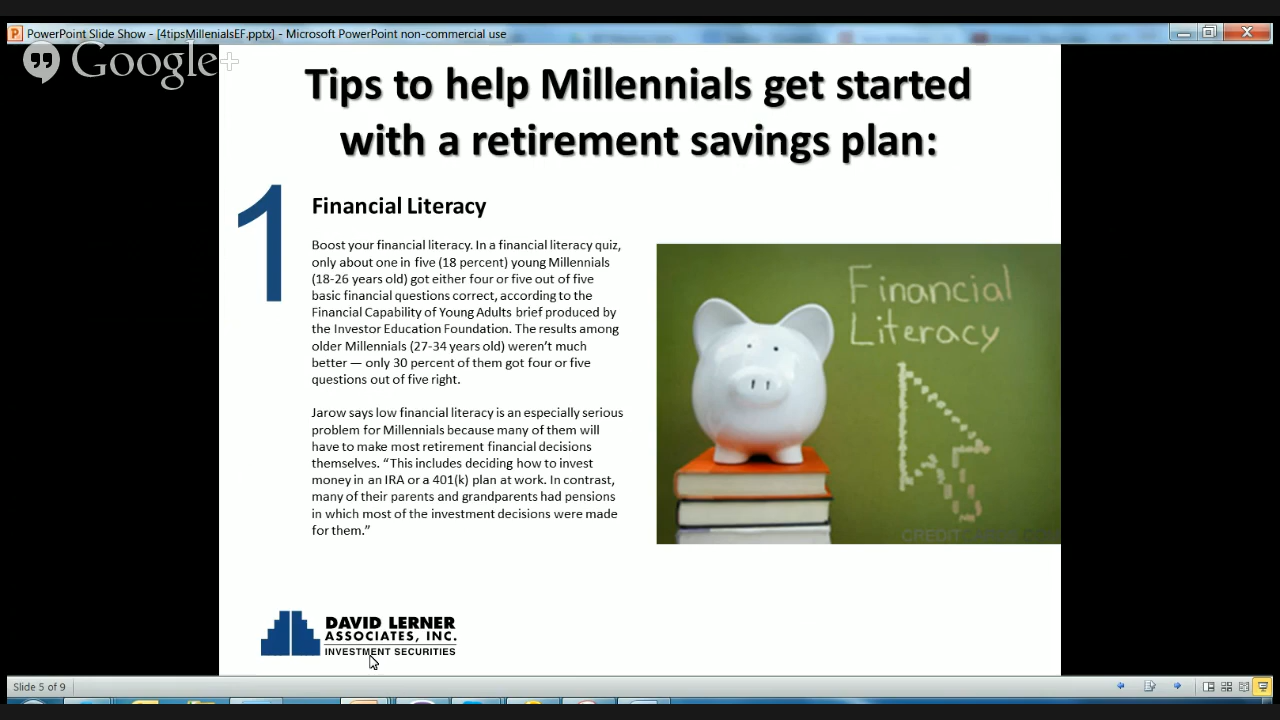 PowerPoint Slide Show - [4tipsMillenialsEF.pptx] - Microsoft PowerPoint non-commercial use
Google+
Tips to help Millennials get started
with a retirement savings plan:
1
Financial Literacy
Boost your financial literacy. In a financial literacy quiz,
only about one in five (18 percent) young Millennials
(18-26 years old) got either four or five out of five
basic financial questions correct, according to the
Financial Capability of Young Adults brief produced by
the Investor Education Foundation. The results among
older Millennials (27-34 years old) weren't much
better — only 30 percent of them got four or five
questions out of five right.
Jarow says low financial literacy is an especially serious
problem for Millennials because many of them will
have to make most retirement financial decisions
themselves. “This includes deciding how to invest
money in an IRA or a 401(k) plan at work. In contrast,
many of their parents and grandparents had pensions
in which most of the investment decisions were made
for them.”
Financial
Literacy
CREDIT
DAVID LERNER
ASSOCIATES, INC.
INVESTMENT SECURITIES
Slide 5 of 9